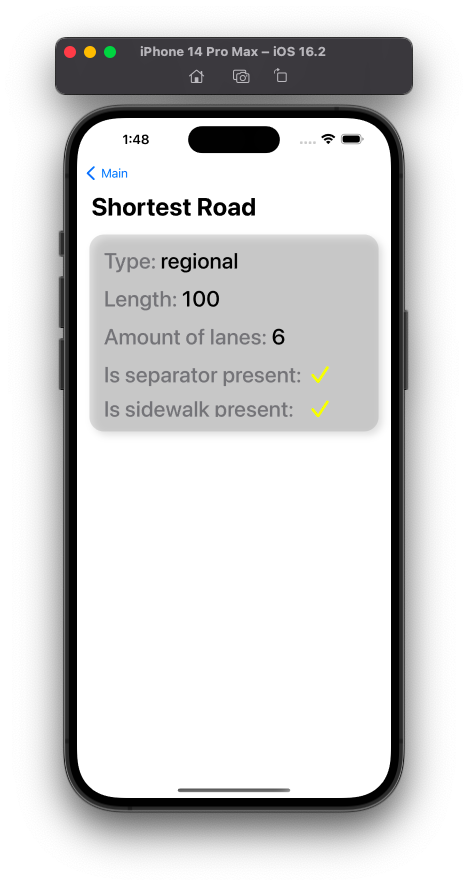 iPhone 14 Pro Max – iOS 16.2
1:48
Main
Shortest Road
Type: regional
Length: 100
Amount of lanes: 6
Is separator present:
Is sidewalk present: